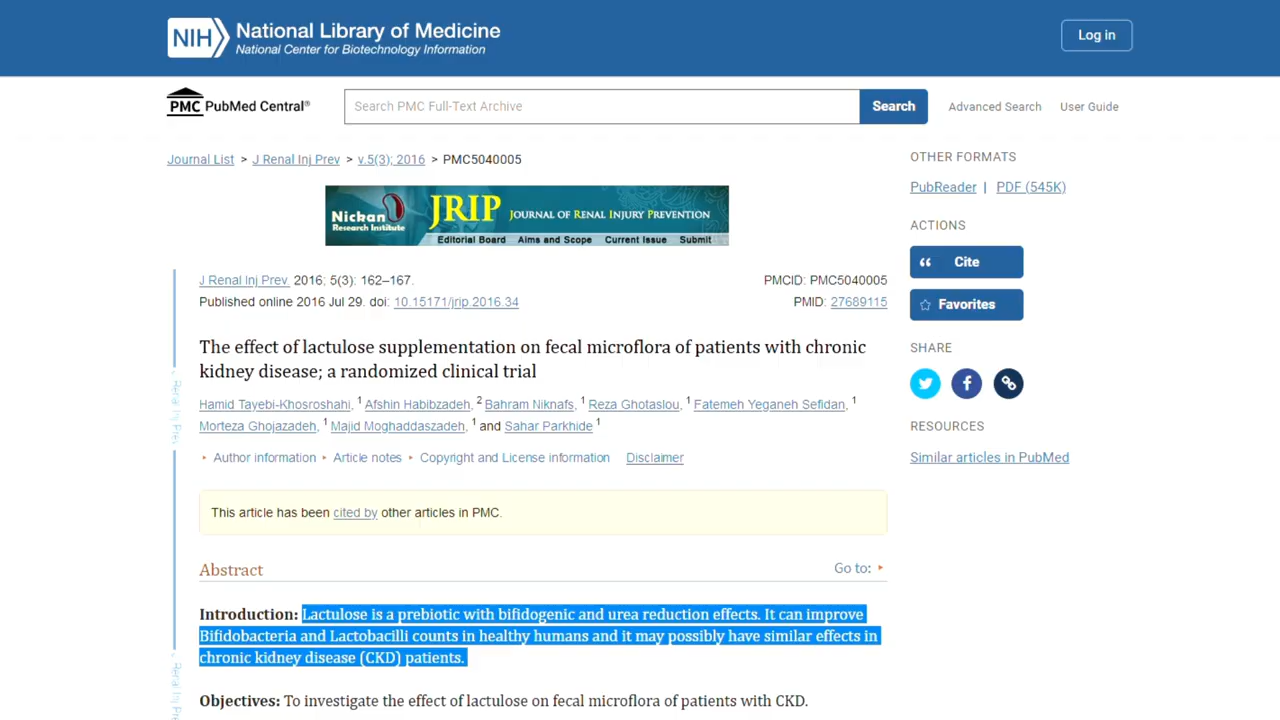 NIH National Library of Medicine
National Center for Biotechnology Information
Log in
PMC PubMed Central®
Search PMC Full-Text Archive
Search
Advanced Search User Guide
Journal List > J Renal Inj Prev > v.5(3); 2016 > PMC5040005
Nickan Research Institute
JRIP JOURNAL OF RENAL INJURY PREVENTION
Editorial Board Aims and Scope Current Issue Submit
J Renal Inj Prev. 2016; 5(3): 162–167.
PMCID: PMC5040005
Published online 2016 Jul 29. doi: 10.15171/jrip.2016.34
PMID: 27689115
The effect of lactulose supplementation on fecal microflora of patients with chronic
kidney disease; a randomized clinical trial
Hamid Tayebi-Khosroshahi, 1 Afshin Habibzadeh, 2 Bahram Niknafs, 1 Reza Ghotaslou, 1 Fatemeh Yeganeh Sefidan, 1
Morteza Ghojazadeh, 1 Majid Moghaddaszadeh, 1 and Sahar Parkhide 1
Author information Article notes Copyright and License information Disclaimer
This article has been cited by other articles in PMC.
Abstract
Go to:
Introduction: Lactulose is a prebiotic with bifidogenic and urea reduction effects. It can improve
Bifidobacteria and Lactobacilli counts in healthy humans and it may possibly have similar effects in
chronic kidney disease (CKD) patients.
Objectives: To investigate the effect of lactulose on fecal microflora of patients with CKD.
OTHER FORMATS
PubReader | PDF (545K)
ACTIONS
Cite
Favorites
SHARE
RESOURCES
Similar articles in PubMed